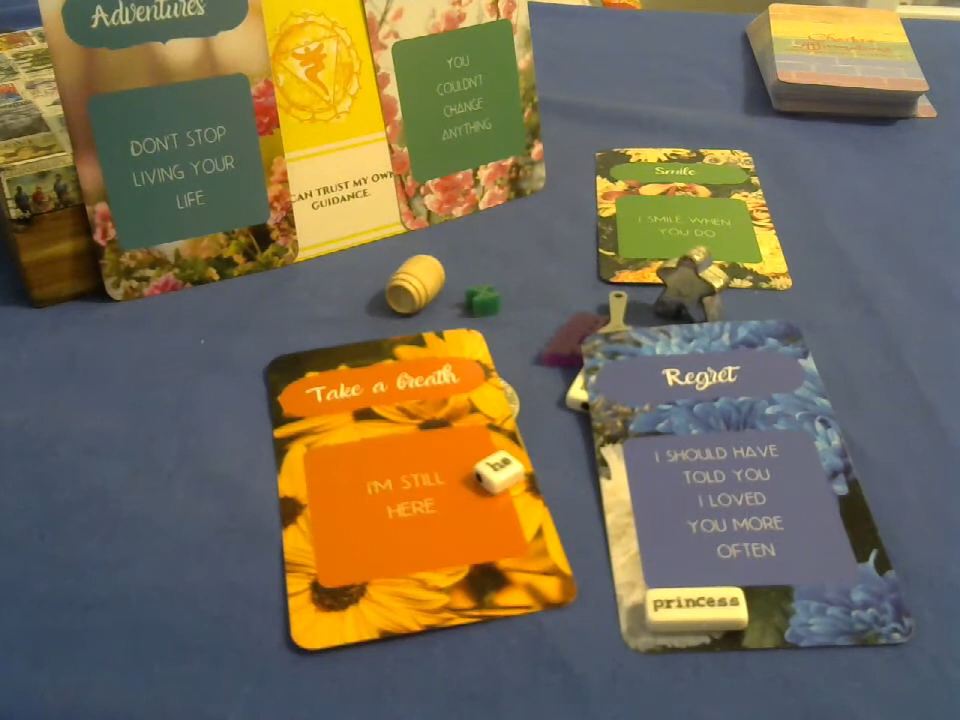 Adventures
DON'T STOP
LIVING YOUR
LIFE
CAN TRUST MY OWN
GUIDANCE.
YOU
COULDN'T
CHANGE
ANYTHING
Smile
I SMILE WHEN
YOU DO
Take a breath
I'M STILL
HERE
he
Regret
I SHOULD HAVE
TOLD YOU
I LOVED
YOU MORE
OFTEN
princess